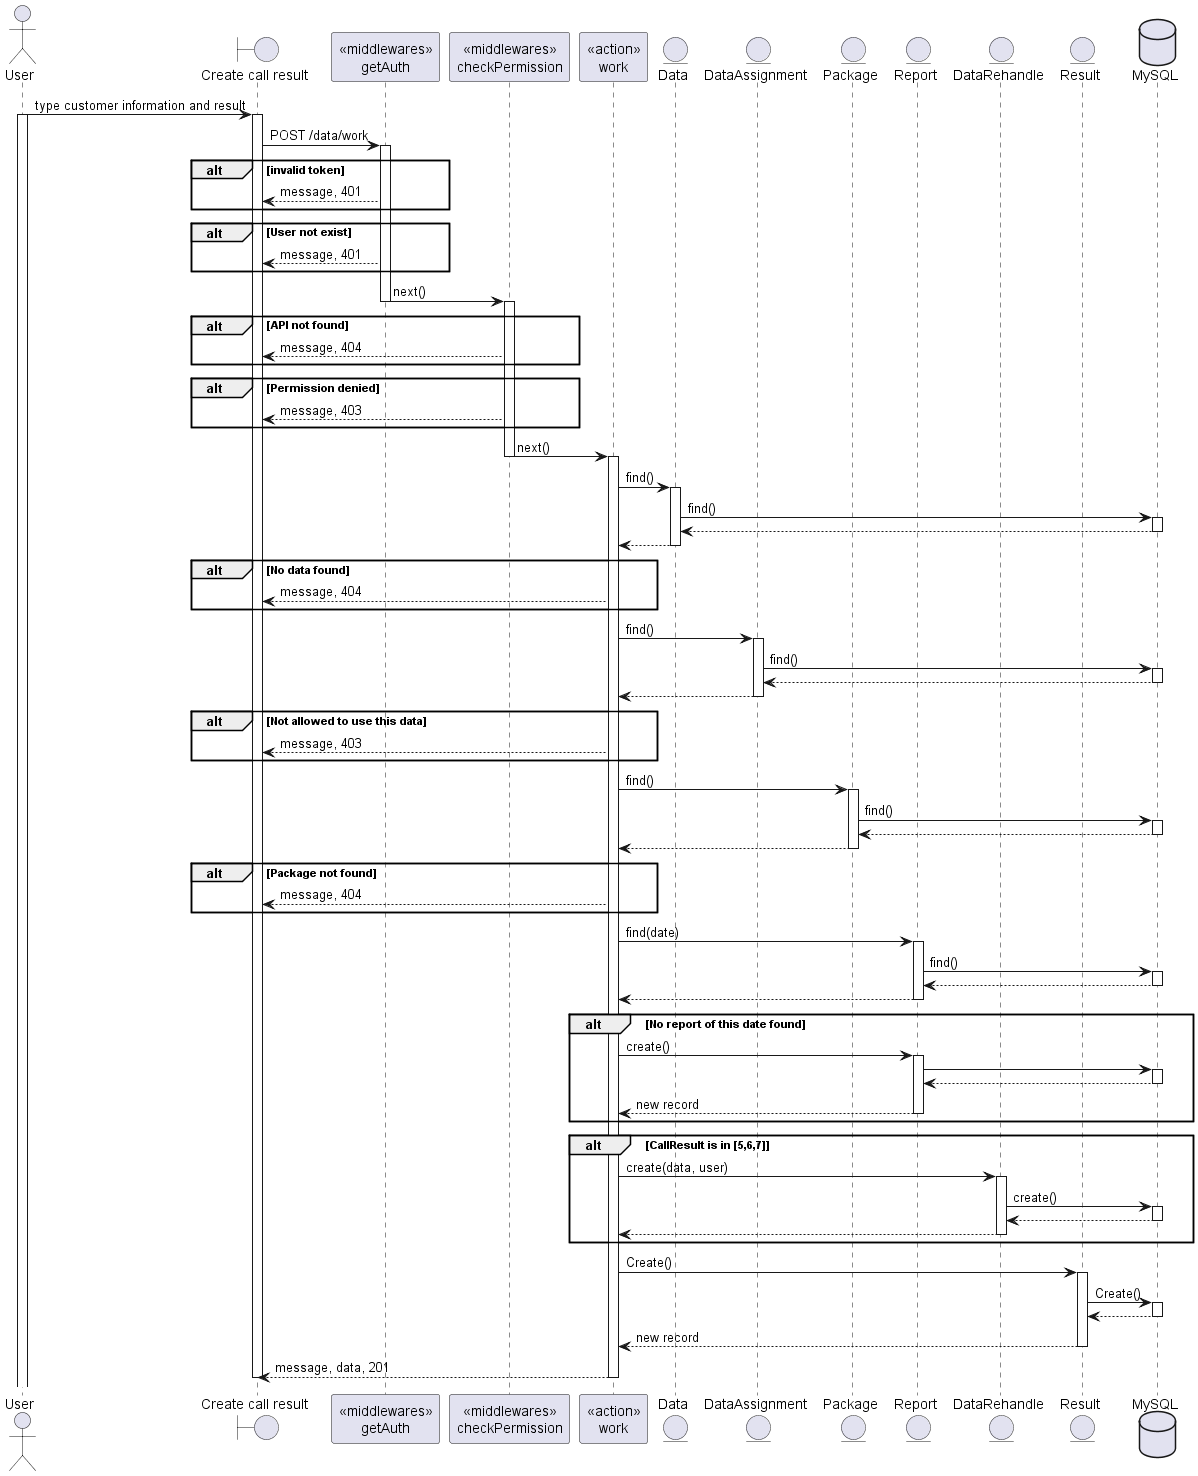 User
Create call result
«middlewares»
getAuth
«middlewares»
checkPermission
«action»
work
Data
DataAssignment
Package
Report
DataRehandle
Result
MySQL
type customer information and result
POST /data/work
alt [invalid token]
message, 401
alt [User not exist]
message, 401
next()
alt [API not found]
message, 404
alt [Permission denied]
message, 403
next()
find()
find()
alt [No data found]
message, 404
find()
find()
alt [Not allowed to use this data]
message, 403
find()
find()
alt [Package not found]
message, 404
find(date)
find()
alt [No report of this date found]
create()
new record
alt [CallResult is in [5,6,7]]
create(data, user)
create()
Create()
Create()
new record
message, data, 201
User
Create call result
«middlewares»
getAuth
«middlewares»
checkPermission
«action»
work
Data
DataAssignment
Package
Report
DataRehandle
Result
MySQL